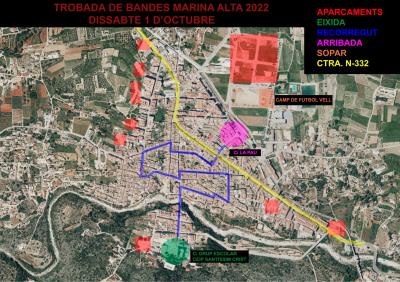 TROBADA DE BANDES MARINA ALTA 2022
DISSABTE 1 D'OCTUBRE
APARCAMENTS
EIXIDA
RECORREGUT
ARRIBADA
SOPAR
CTRA. N-332
CAMP DE FUTBOL VELL
C/ LA PAU
C/ GRUP ESCOLAR
CEIP SANTÍSSIM CRIST